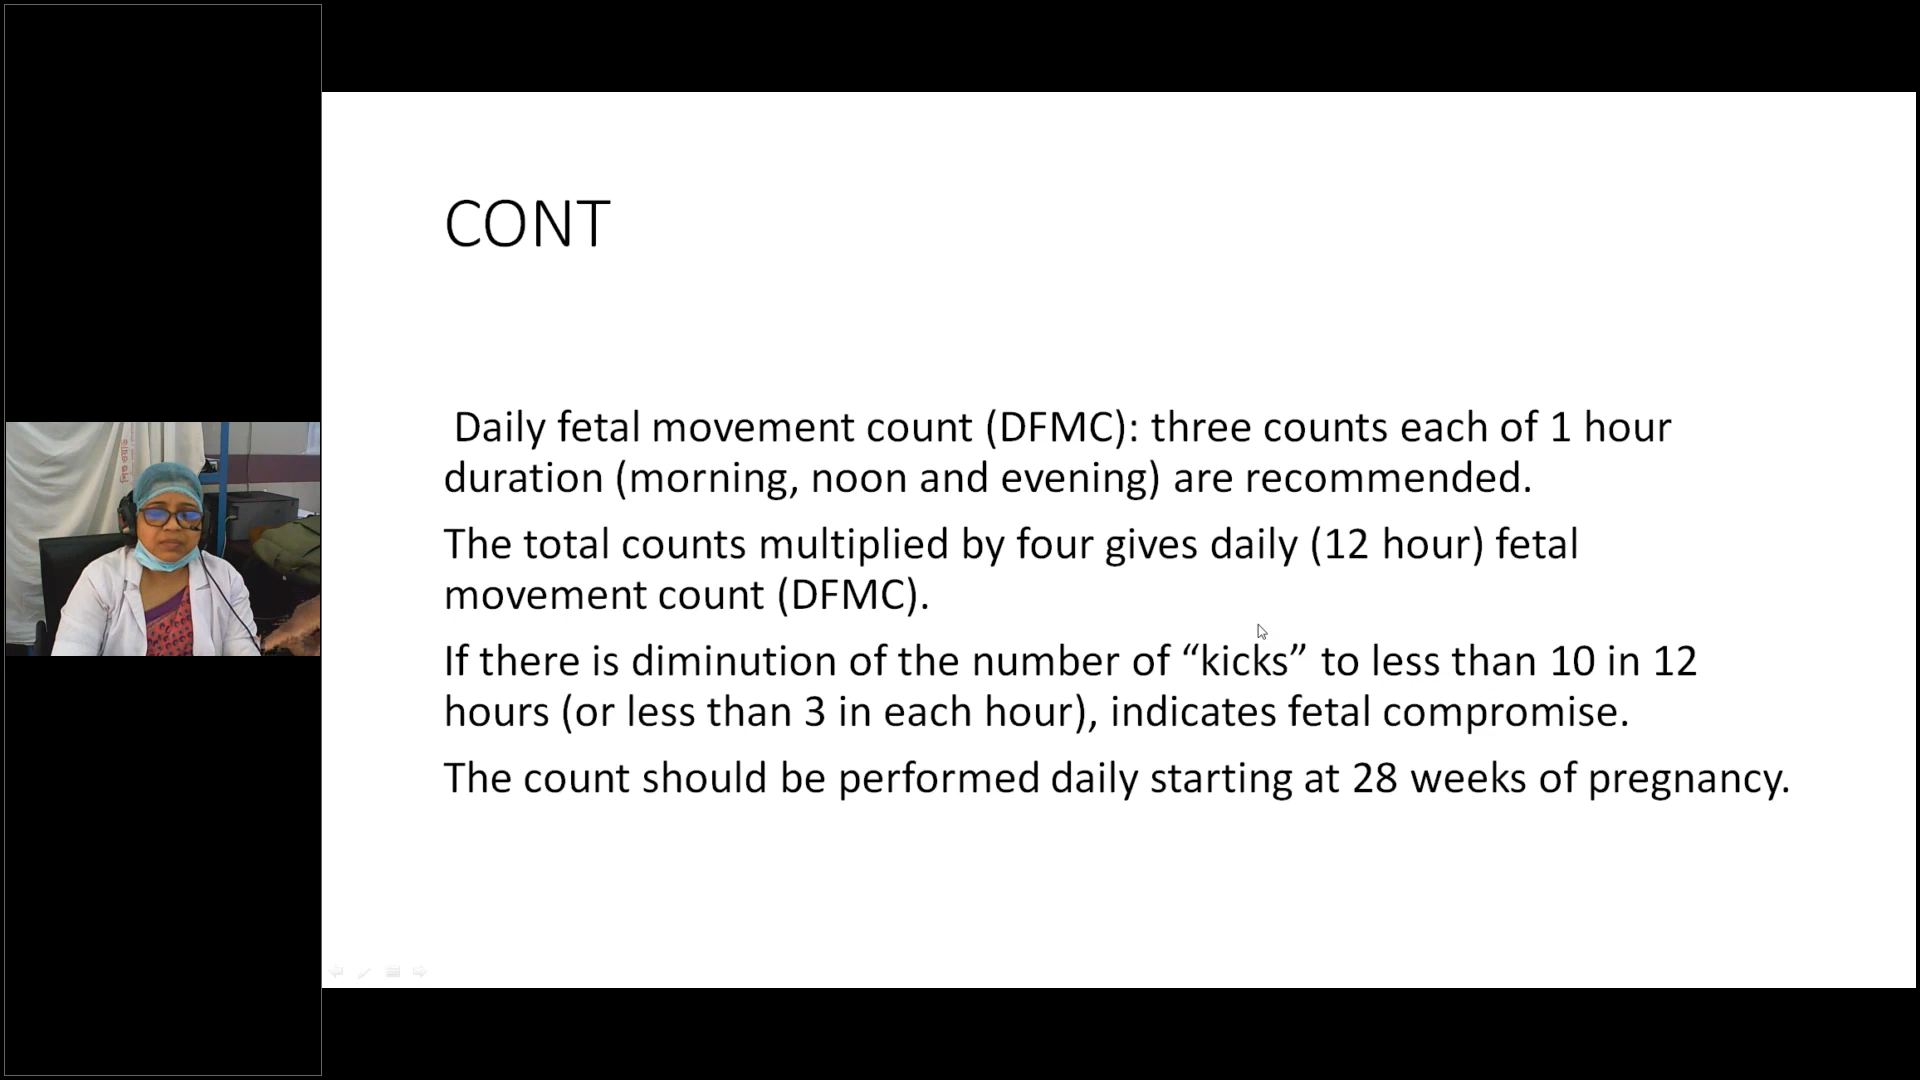 CONT
Daily fetal movement count (DFMC): three counts each of 1 hour
duration (morning, noon and evening) are recommended.
The total counts multiplied by four gives daily (12 hour) fetal
movement count (DFMC).
If there is diminution of the number of “kicks” to less than 10 in 12
hours (or less than 3 in each hour), indicates fetal compromise.
The count should be performed daily starting at 28 weeks of pregnancy.